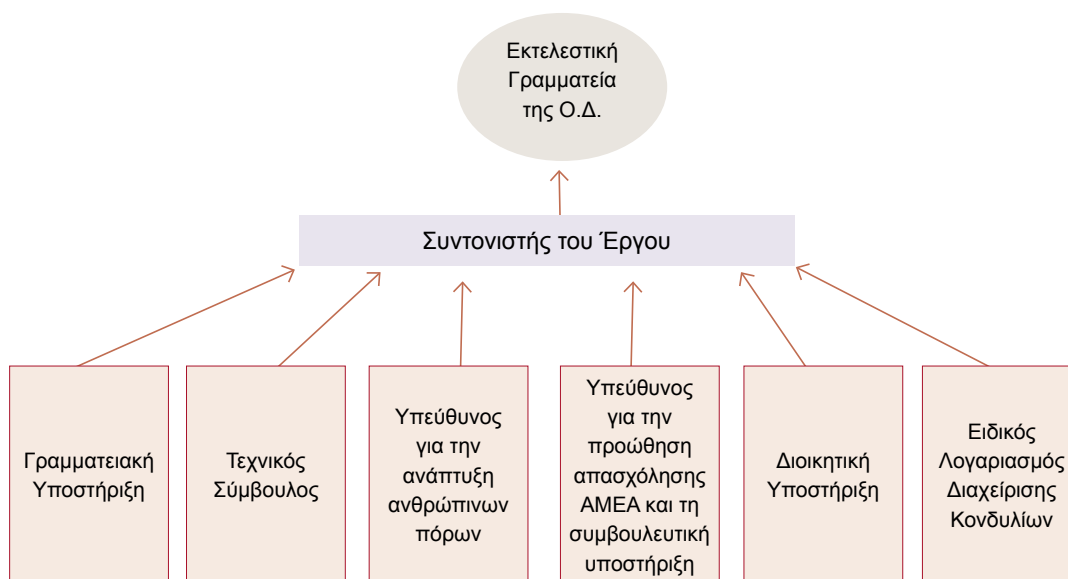 Εκτελεστική
Γραμματεία
της Ο.Δ.
Συντονιστής του Έργου
Γραμματειακή
Υποστήριξη
Τεχνικός
Σύμβουλος
Υπεύθυνος
για την
ανάπτυξη
ανθρώπινων
πόρων
Υπεύθυνος
για την
προώθηση
απασχόλησης
ΑΜΕΑ και τη
συμβουλευτική
υποστήριξη
Διοικητική
Υποστήριξη
Ειδικός
Λογαριασμός
Διαχείρισης
Κονδυλίων